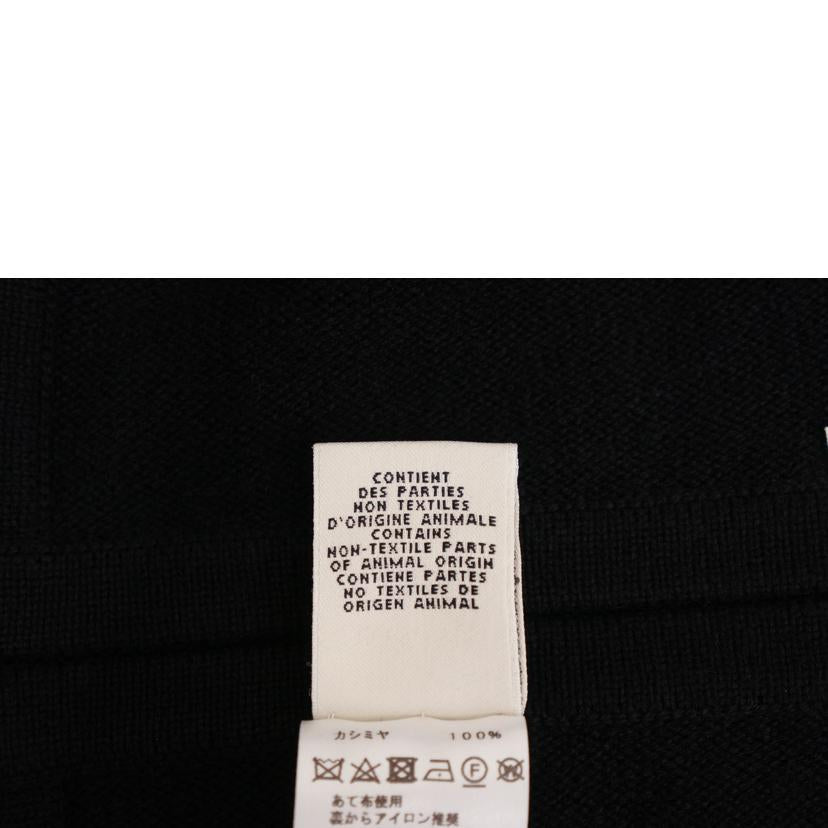 CONTIENT
DES PARTIES
NON TEXTILES
D'ORIGINE ANIMALE
CONTAINS
NON-TEXTILE PARTS
OF ANIMAL ORIGIN
CONTIENE PARTES
NO TEXTILES DE
ORIGEN ANIMAL
カシミヤ 100%
F W
あて布使用
裏からアイロン推奨